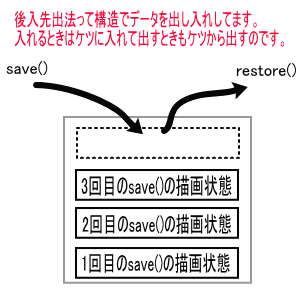 後入先出法って構造でデータを出し入れしてます。
入れるときはケツに入れて出すときもケツから出すのです。
save()
restore()
3回目のsave()の描画状態
2回目のsave()の描画状態
1回目のsave()の描画状態